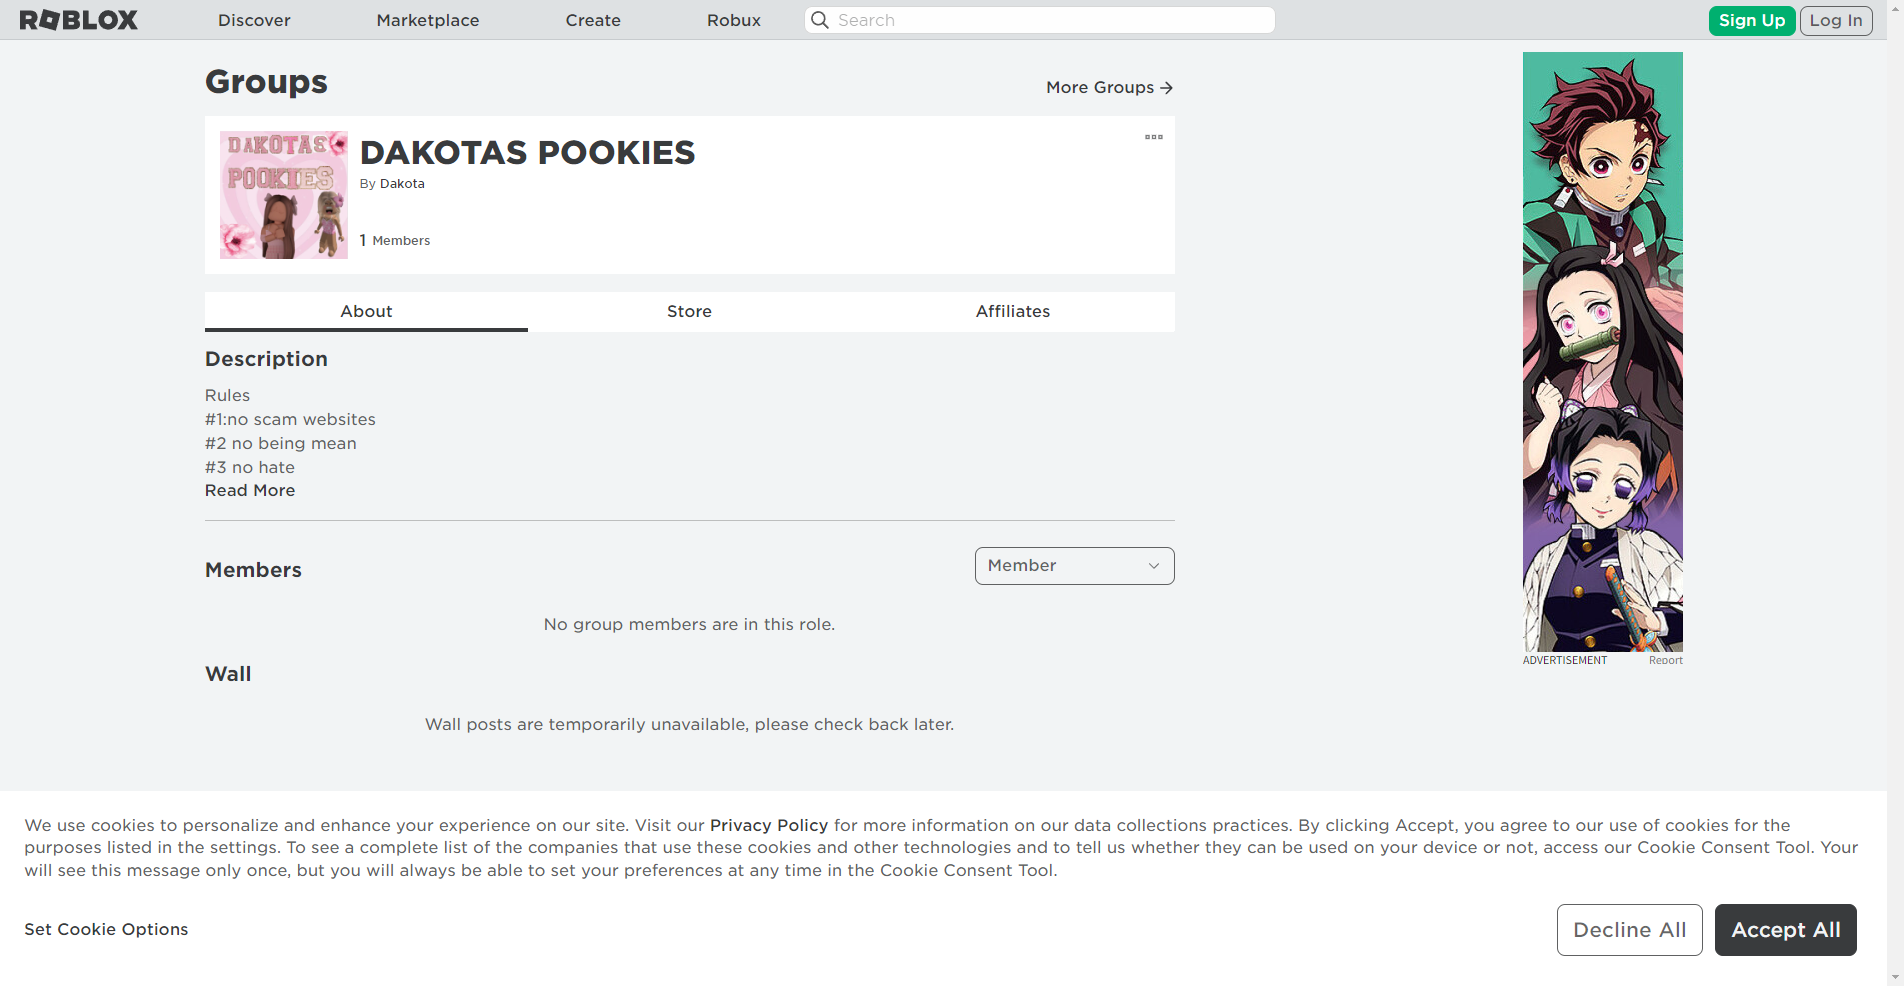 ROBLOX Discover Marketplace Create Robux Search Sign Up Log In
Groups
More Groups →
DAKOTAS
POOKIES
DAKOTAS POOKIES
By Dakota
1 Members
About Store Affiliates
Description
Rules
#1:no scam websites
#2 no being mean
#3 no hate
Read More
Members
Member
No group members are in this role.
Wall
Wall posts are temporarily unavailable, please check back later.
ADVERTISEMENT Report
We use cookies to personalize and enhance your experience on our site. Visit our Privacy Policy for more information on our data collections practices. By clicking Accept, you agree to our use of cookies for the
purposes listed in the settings. To see a complete list of the companies that use these cookies and other technologies and to tell us whether they can be used on your device or not, access our Cookie Consent Tool. Your
will see this message only once, but you will always be able to set your preferences at any time in the Cookie Consent Tool.
Set Cookie Options
Decline All
Accept All